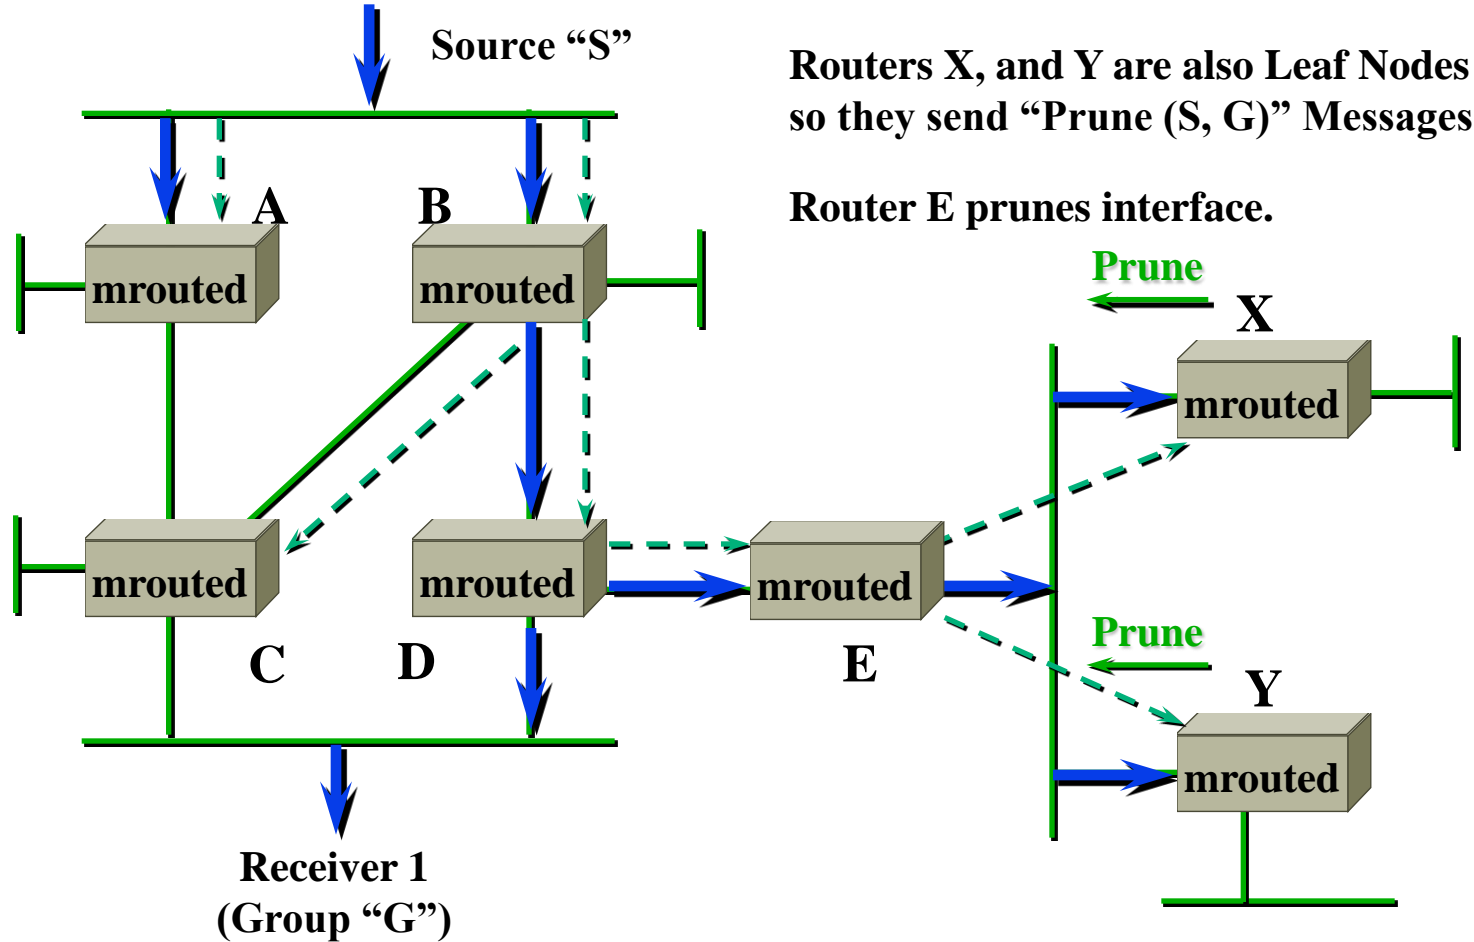 Source “S”
Routers X, and Y are also Leaf Nodes
so they send “Prune (S, G)” Messages
Router E prunes interface.
A
B
mrouted
mrouted
Prune
X
mrouted
mrouted
mrouted
mrouted
C
D
E
Prune
Y
mrouted
Receiver 1
(Group “G”)